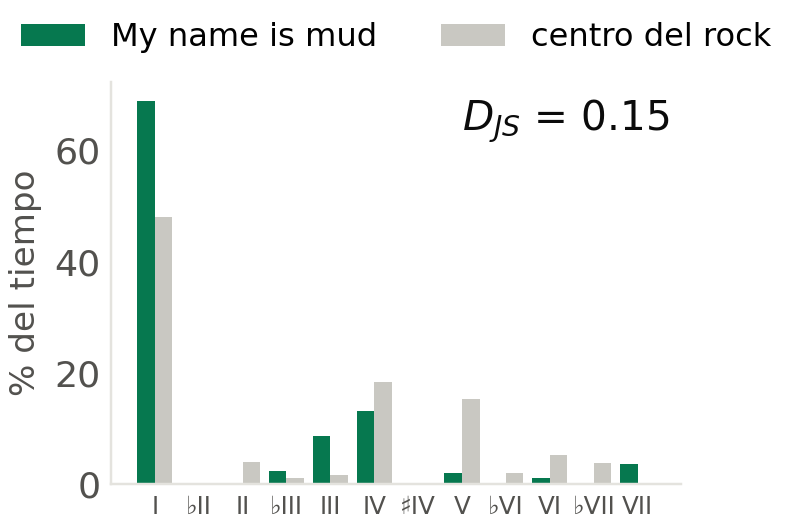 My name is mud centro del rock
D_JS = 0.15
% del tiempo
60
40
20
0
I ♭II II ♭III III IV ♯IV V ♭VI VI ♭VII VII